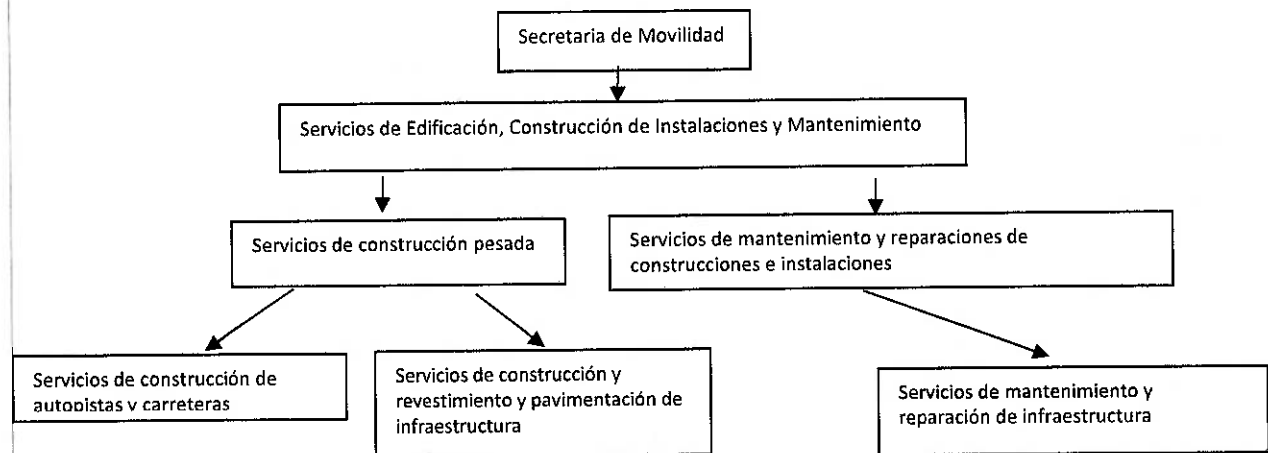 Secretaria de Movilidad
Servicios de Edificación, Construcción de Instalaciones y Mantenimiento
Servicios de construcción pesada
Servicios de mantenimiento y reparaciones de
construcciones e instalaciones
Servicios de construcción de
autopistas y carreteras
Servicios de construcción y
revestimiento y pavimentación de
infraestructura
Servicios de mantenimiento y
reparación de infraestructura